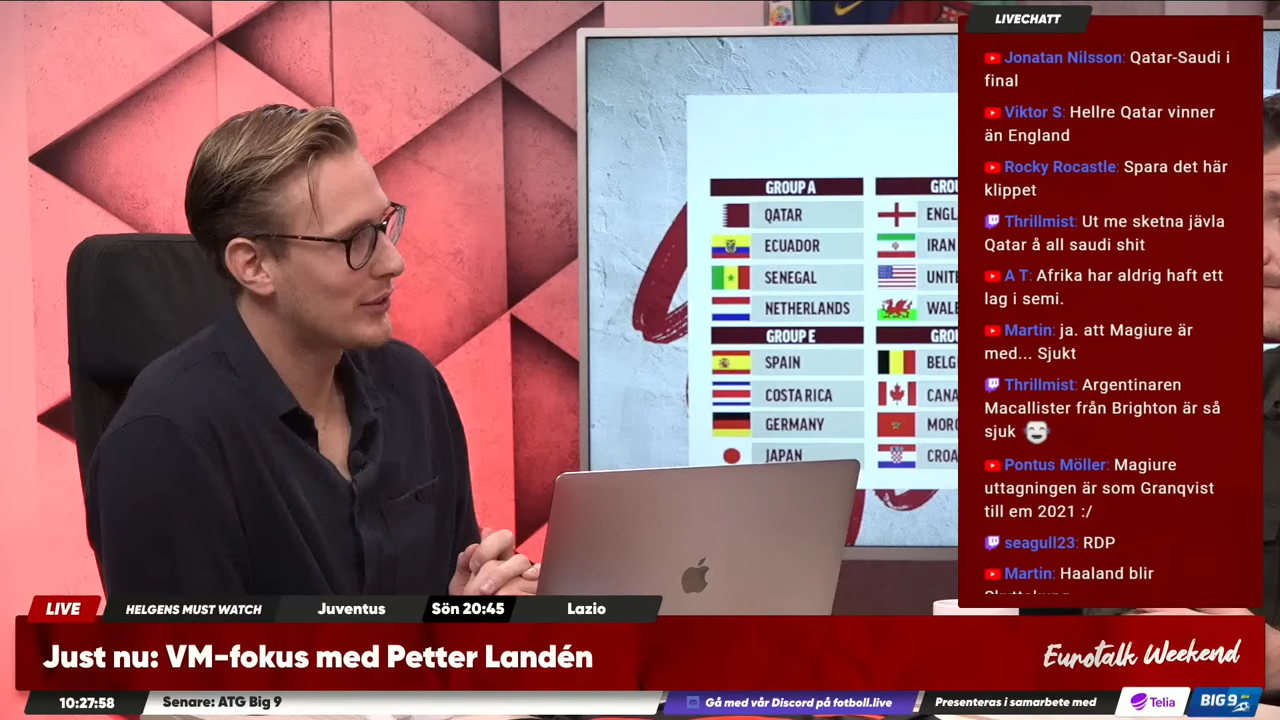 LIVECHATT
Jonatan Nilsson: Qatar-Saudi i
final
Viktor S: Hellre Qatar vinner
än England
Rocky Rocastle: Spara det här
klippet
Thrillmist: Ut me sketna jävla
Qatar å all saudi shit
A T: Afrika har aldrig haft ett
lag i semi.
Martin: ja. att Magiure är
med... Sjukt
Thrillmist: Argentinaren
Macallister från Brighton är så
sjuk
Pontus Möller: Magiure
uttagningen är som Granqvist
till em 2021 :/
seagull23: RDP
Martin: Haaland blir
GROUP A
QATAR
ECUADOR
SENEGAL
NETHERLANDS
GROUP E
SPAIN
COSTA RICA
GERMANY
JAPAN
GROU
ENGL
IRAN
UNITE
WALE
GROU
BELG
CANA
MORO
CROA
LIVE HELGENS MUST WATCH Juventus Sön 20:45 Lazio
Just nu: VM-fokus med Petter Landén
Eurotalk Weekend
10:27:58 Senare: ATG Big 9 Gå med vår Discord på fotboll.live Presenteras i samarbete med Telia BIG 9